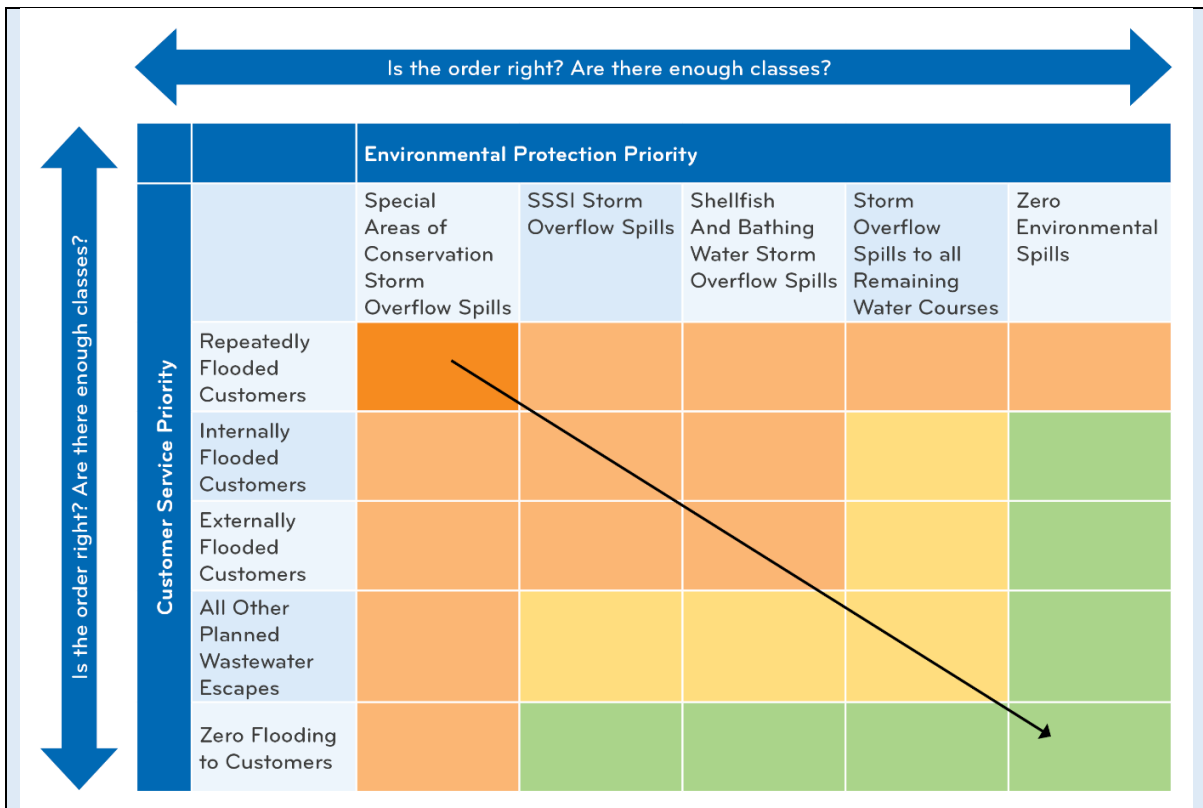 Is the order right? Are there enough classes?
Is the order right? Are there enough classes?
Environmental Protection Priority
Customer Service Priority
Special
Areas of
Conservation
Storm
Overflow Spills
SSSI Storm
Overflow Spills
Shellfish
And Bathing
Water Storm
Overflow Spills
Storm
Overflow
Spills to all
Remaining
Water Courses
Zero
Environmental
Spills
Repeatedly
Flooded
Customers
Internally
Flooded
Customers
Externally
Flooded
Customers
All Other
Planned
Wastewater
Escapes
Zero Flooding
to Customers